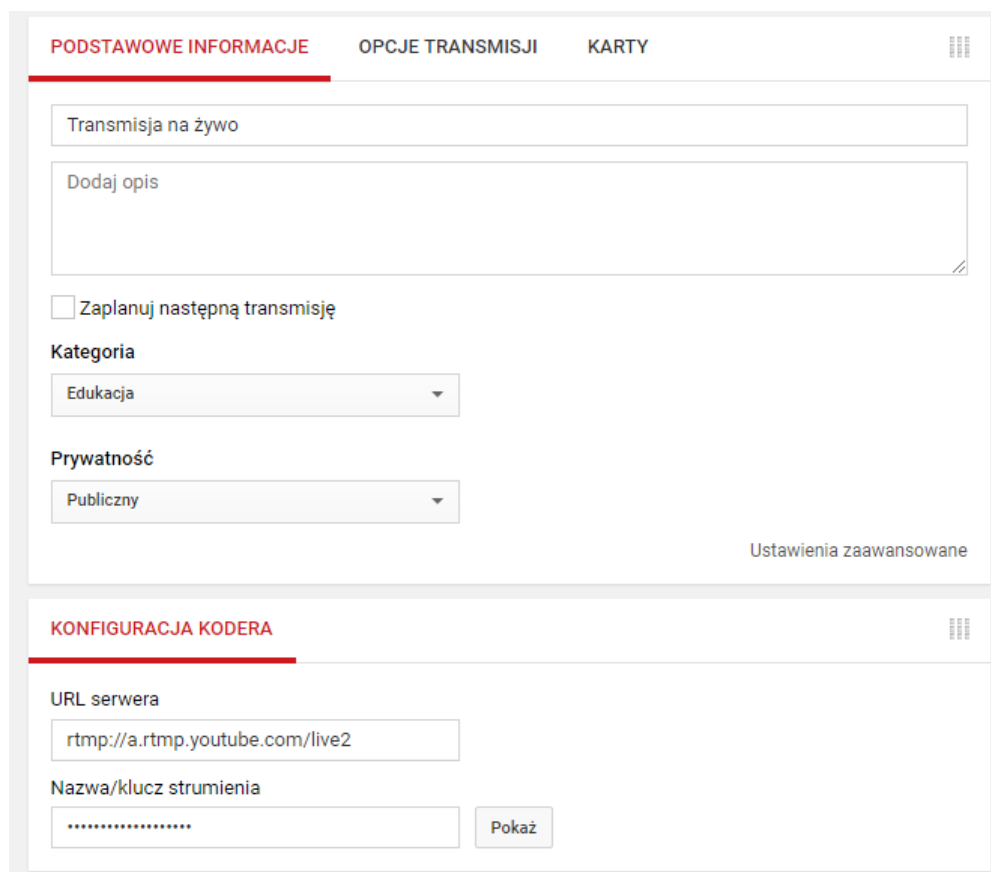 PODSTAWOWE INFORMACJE OPCJE TRANSMISJI KARTY
Transmisja na żywo
Dodaj opis
Zaplanuj następną transmisję
Kategoria
Edukacja
Prywatność
Publiczny
Ustawienia zaawansowane
KONFIGURACJA KODERA
URL serwera
rtmp://a.rtmp.youtube.com/live2
Nazwa/klucz strumienia
••••••••••••••••••• Pokaż